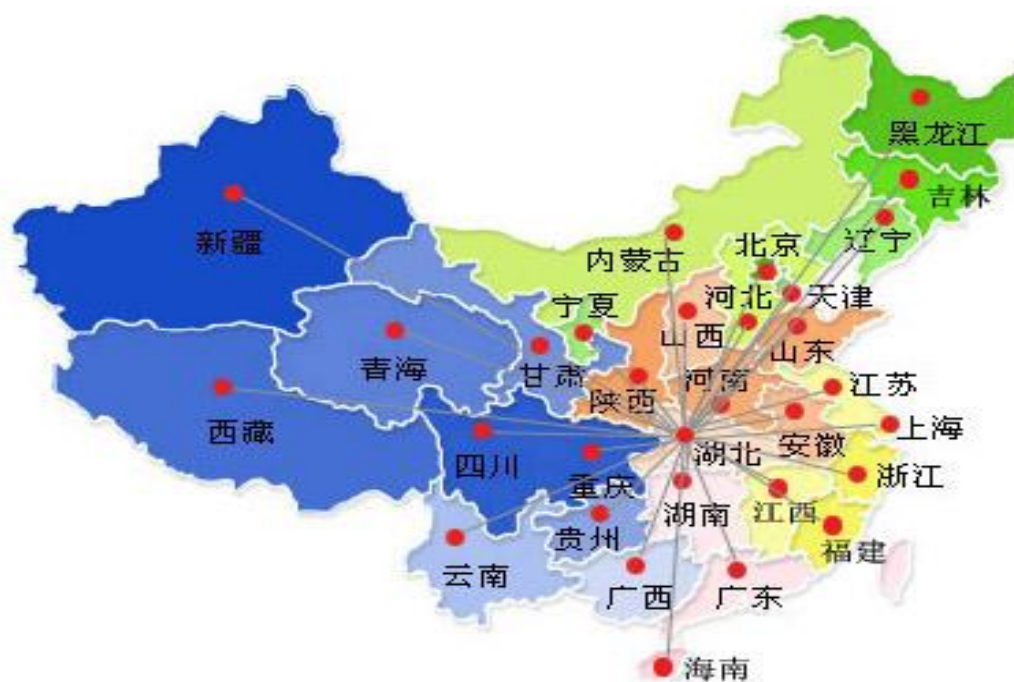 黑龙江
吉林
辽宁
新疆
内蒙古
北京
宁夏
河北
天津
山西
山东
青海
甘肃
陕西
河南
江苏
西藏
上海
四川
重庆
湖北
安徽
浙江
贵州
湖南
江西
云南
福建
广西
广东
海南